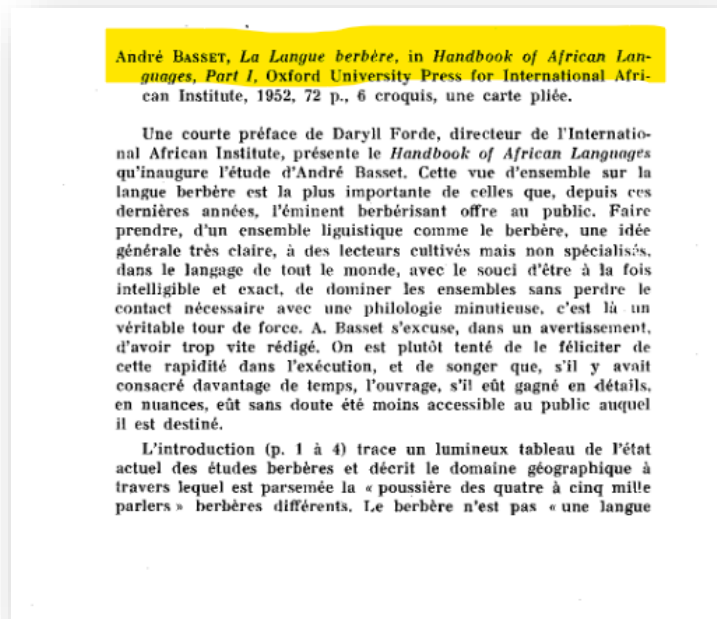 André BASSET, La Langue berbère, in Handbook of African Lan-
guages, Part I, Oxford University Press for International Afri-
can Institute, 1952, 72 p., 6 croquis, une carte pliée.
Une courte préface de Daryll Forde, directeur de l'Internatio-
nal African Institute, présente le Handbook of African Languages
qu'inaugure l'étude d'André Basset. Cette vue d'ensemble sur la
langue berbère est la plus importante de celles que, depuis ces
dernières années, l'éminent berbérisant offre au public. Faire
prendre, d'un ensemble liguistique comme le berbère, une idée
générale très claire, à des lecteurs cultivés mais non spécialisés,
dans le langage de tout le monde, avec le souci d'être à la fois
intelligible et exact, de dominer les ensembles sans perdre le
contact nécessaire avec une philologie minutieuse, c'est là un
véritable tour de force. A. Basset s'excuse, dans un avertissement,
d'avoir trop vite rédigé. On est plutôt tenté de le féliciter de
cette rapidité dans l'exécution, et de songer que, s'il y avait
consacré davantage de temps, l'ouvrage, s'il eût gagné en détails,
en nuances, eût sans doute été moins accessible au public auquel
il est destiné.
L'introduction (p. 1 à 4) trace un lumineux tableau de l'état
actuel des études berbères et décrit le domaine géographique à
travers lequel est parsemée la « poussière des quatre à cinq mille
parlers » berbères différents. Le berbère n'est pas « une langue